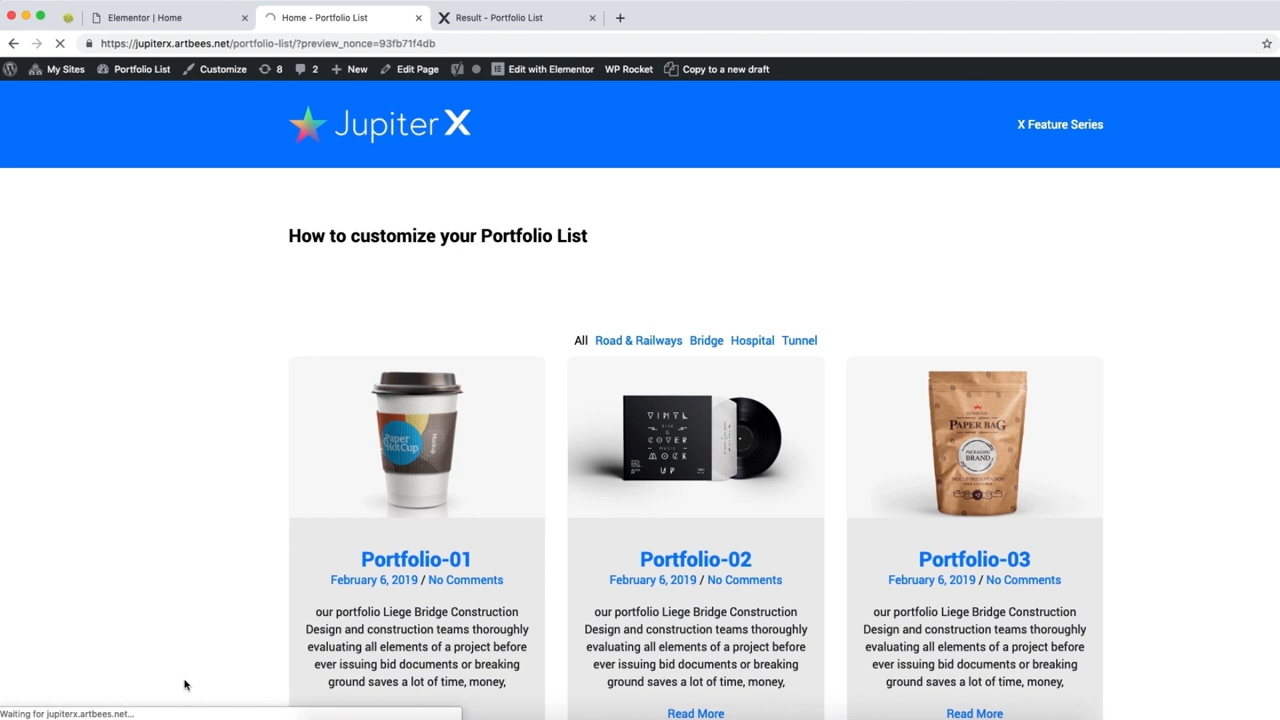 Elementor | Home
Home - Portfolio List
Result - Portfolio List
https://jupiterx.artbees.net/portfolio-list/?preview_nonce=93fb71f4db
My Sites Portfolio List Customize 8 2 New Edit Page Edit with Elementor WP Rocket Copy to a new draft
Jupiter X
X Feature Series
How to customize your Portfolio List
All Road & Railways Bridge Hospital Tunnel
Paper
Hot Cup
Mockup
VINYL
DISC &
COVER
MOCK
UP
PAPER BAG
PACKAGING
BRAND
Portfolio-01
February 6, 2019 / No Comments
our portfolio Liege Bridge Construction
Design and construction teams thoroughly
evaluating all elements of a project before
ever issuing bid documents or breaking
ground saves a lot of time, money,
Portfolio-02
February 6, 2019 / No Comments
our portfolio Liege Bridge Construction
Design and construction teams thoroughly
evaluating all elements of a project before
ever issuing bid documents or breaking
ground saves a lot of time, money,
Read More
Portfolio-03
February 6, 2019 / No Comments
our portfolio Liege Bridge Construction
Design and construction teams thoroughly
evaluating all elements of a project before
ever issuing bid documents or breaking
ground saves a lot of time, money,
Read More
Waiting for jupiterx.artbees.net...